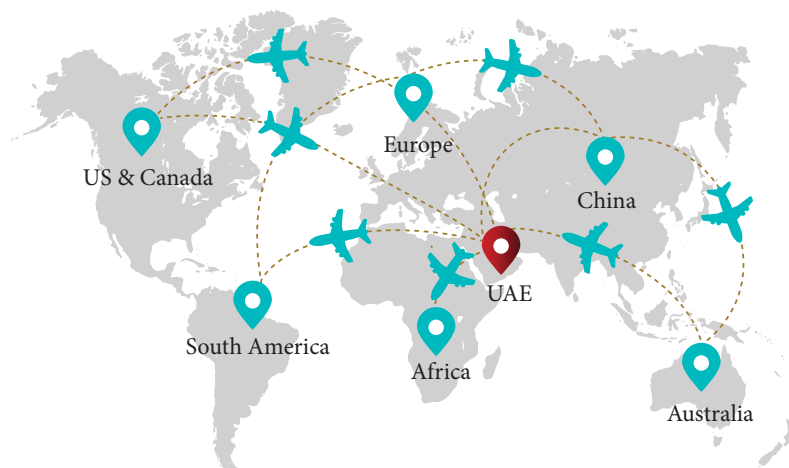 Europe
US & Canada
China
UAE
South America
Africa
Australia